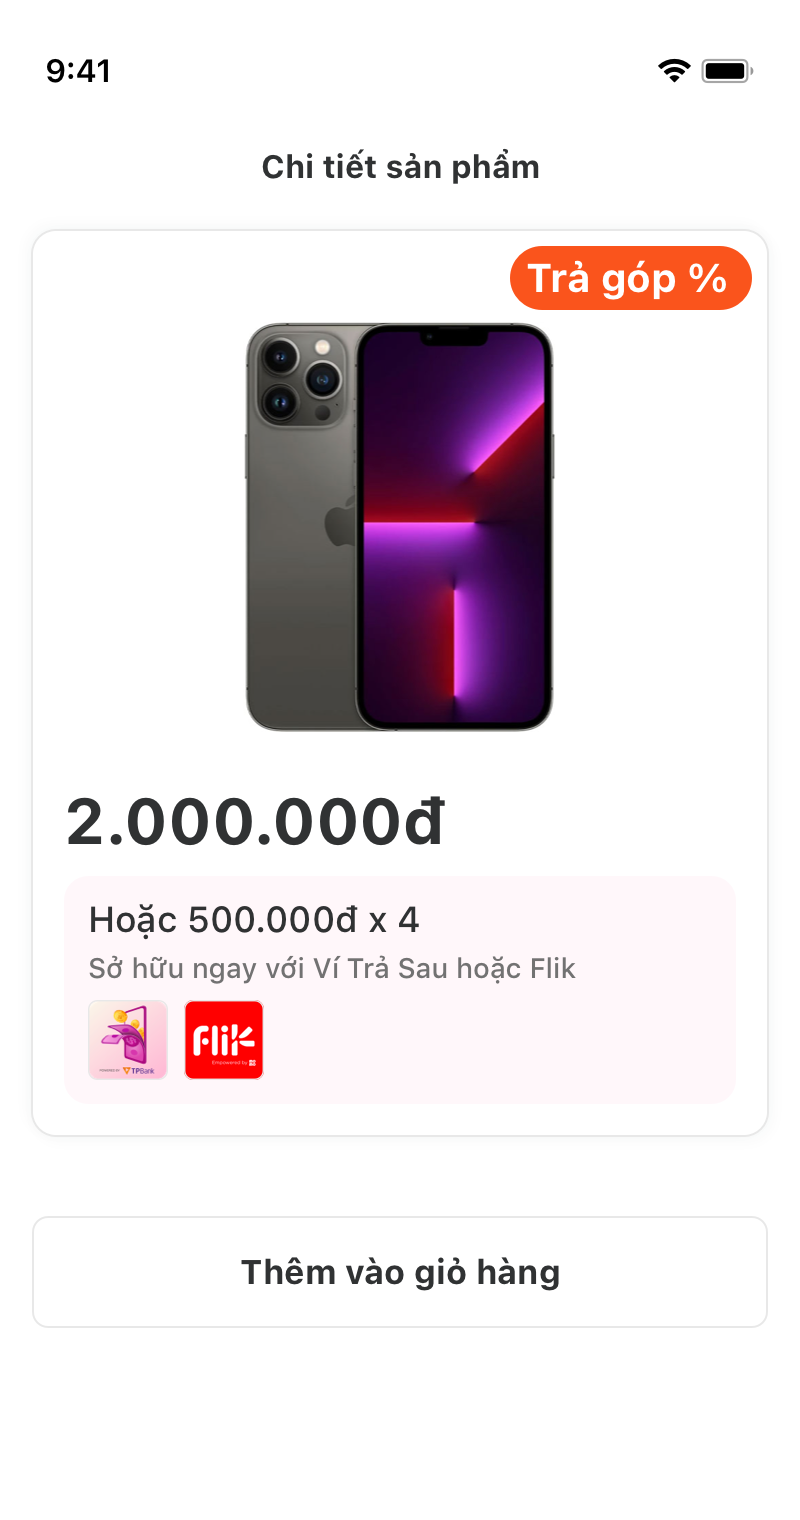 9:41
Chi tiết sản phẩm
Trả góp %
2.000.000đ
Hoặc 500.000đ x 4
Sở hữu ngay với Ví Trả Sau hoặc Flik
POWERED BY TPBank
Flik
Empowered by
Thêm vào giỏ hàng